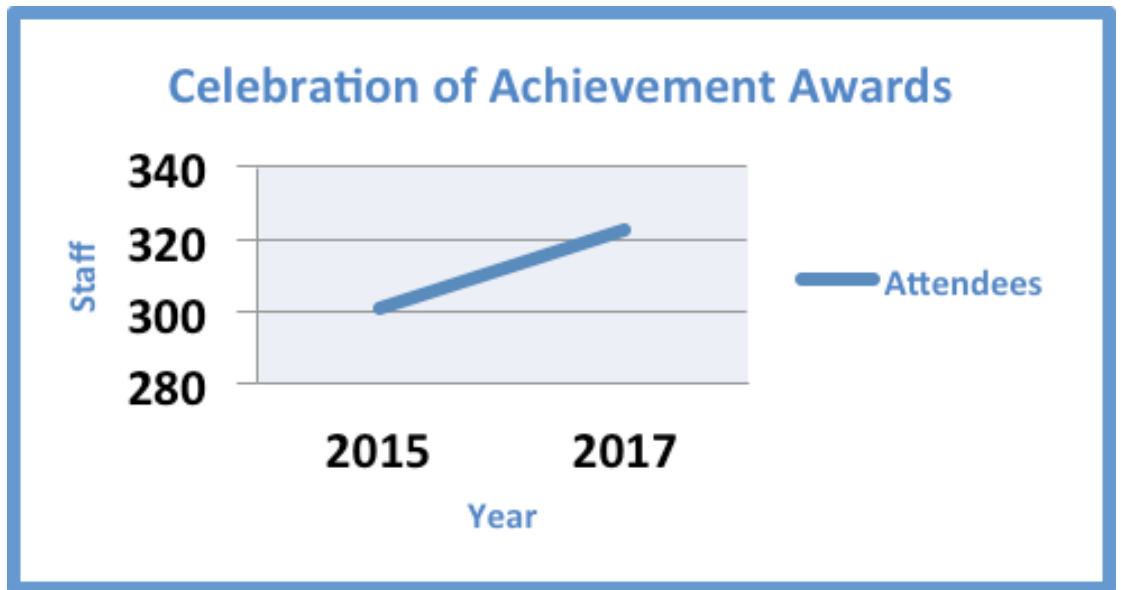 Celebration of Achievement Awards
340
320
300
280
Staff
2015 2017
Year
Attendees